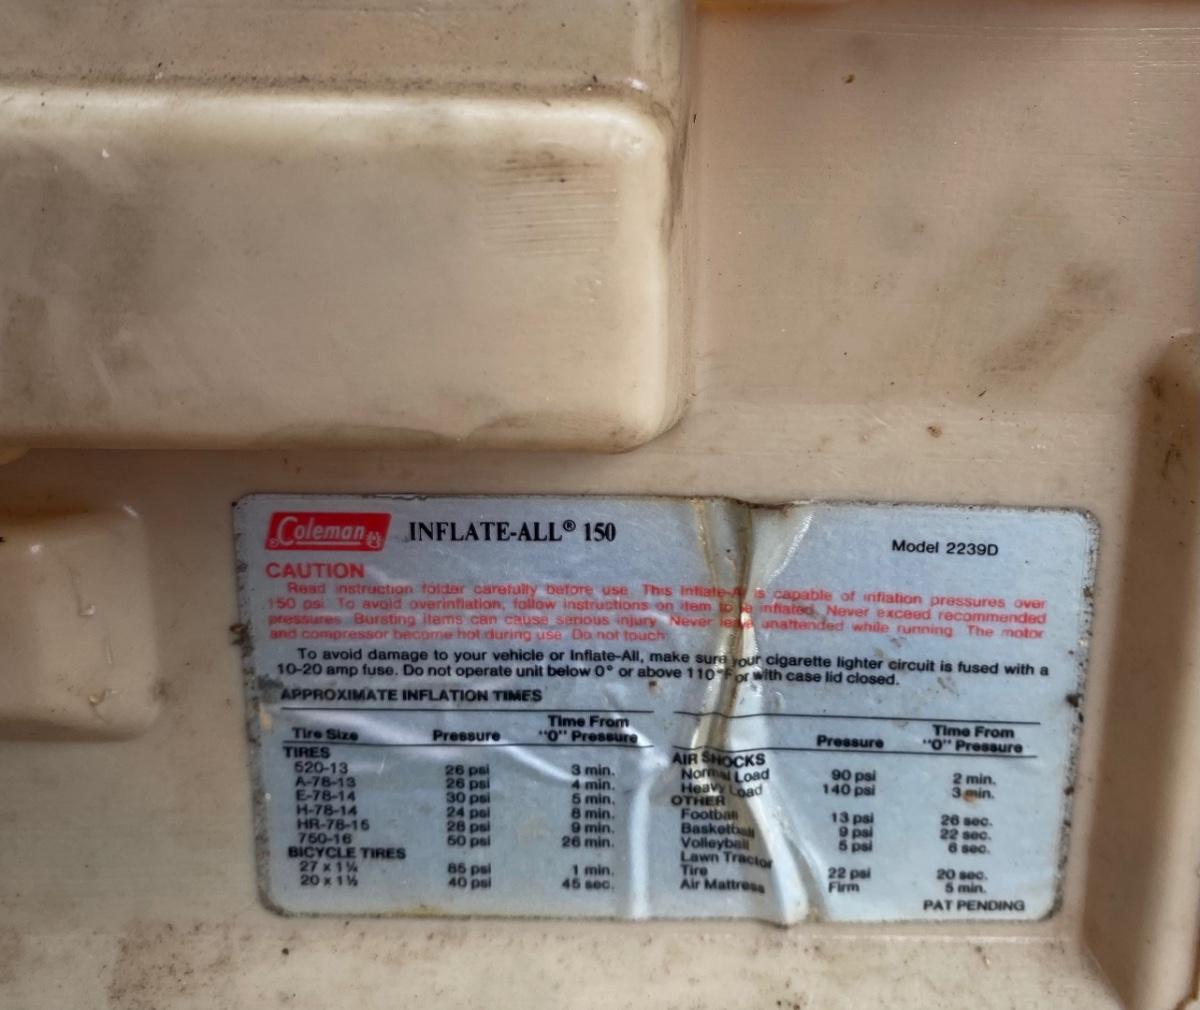 Coleman INFLATE-ALL® 150
Model 2239D
CAUTION
Read instruction folder carefully before use. This Inflate-A is capable of inflation pressures over
150 psi. To avoid overinflation, follow instructions on item to be inflated. Never exceed recommended
pressures. Bursting items can cause serious injury. Never leave unattended while running. The motor
and compressor become hot during use. Do not touch.
To avoid damage to your vehicle or Inflate-All, make sure your cigarette lighter circuit is fused with a
10-20 amp fuse. Do not operate unit below 0° or above 110°F or with case lid closed.
APPROXIMATE INFLATION TIMES
Time From
Tire Size Pressure "0" Pressure
TIRES
520-13 26 psi 3 min.
A-78-13 26 psi 4 min.
E-78-14 30 psi 5 min.
H-78-14 24 psi 8 min.
HR-78-15 28 psi 9 min.
750-16 50 psi 26 min.
BICYCLE TIRES
27 x 1¼ 85 psi 1 min.
20 x 1½ 40 psi 45 sec.
Time From
Pressure "0" Pressure
AIR SHOCKS
Normal Load 90 psi 2 min.
Heavy Load 140 psi 3 min.
OTHER
Football 13 psi 26 sec.
Basketball 9 psi 22 sec.
Volleyball 5 psi 6 sec.
Lawn Tractor
Tire 22 psi 20 sec.
Air Mattress Firm 5 min.
PAT PENDING